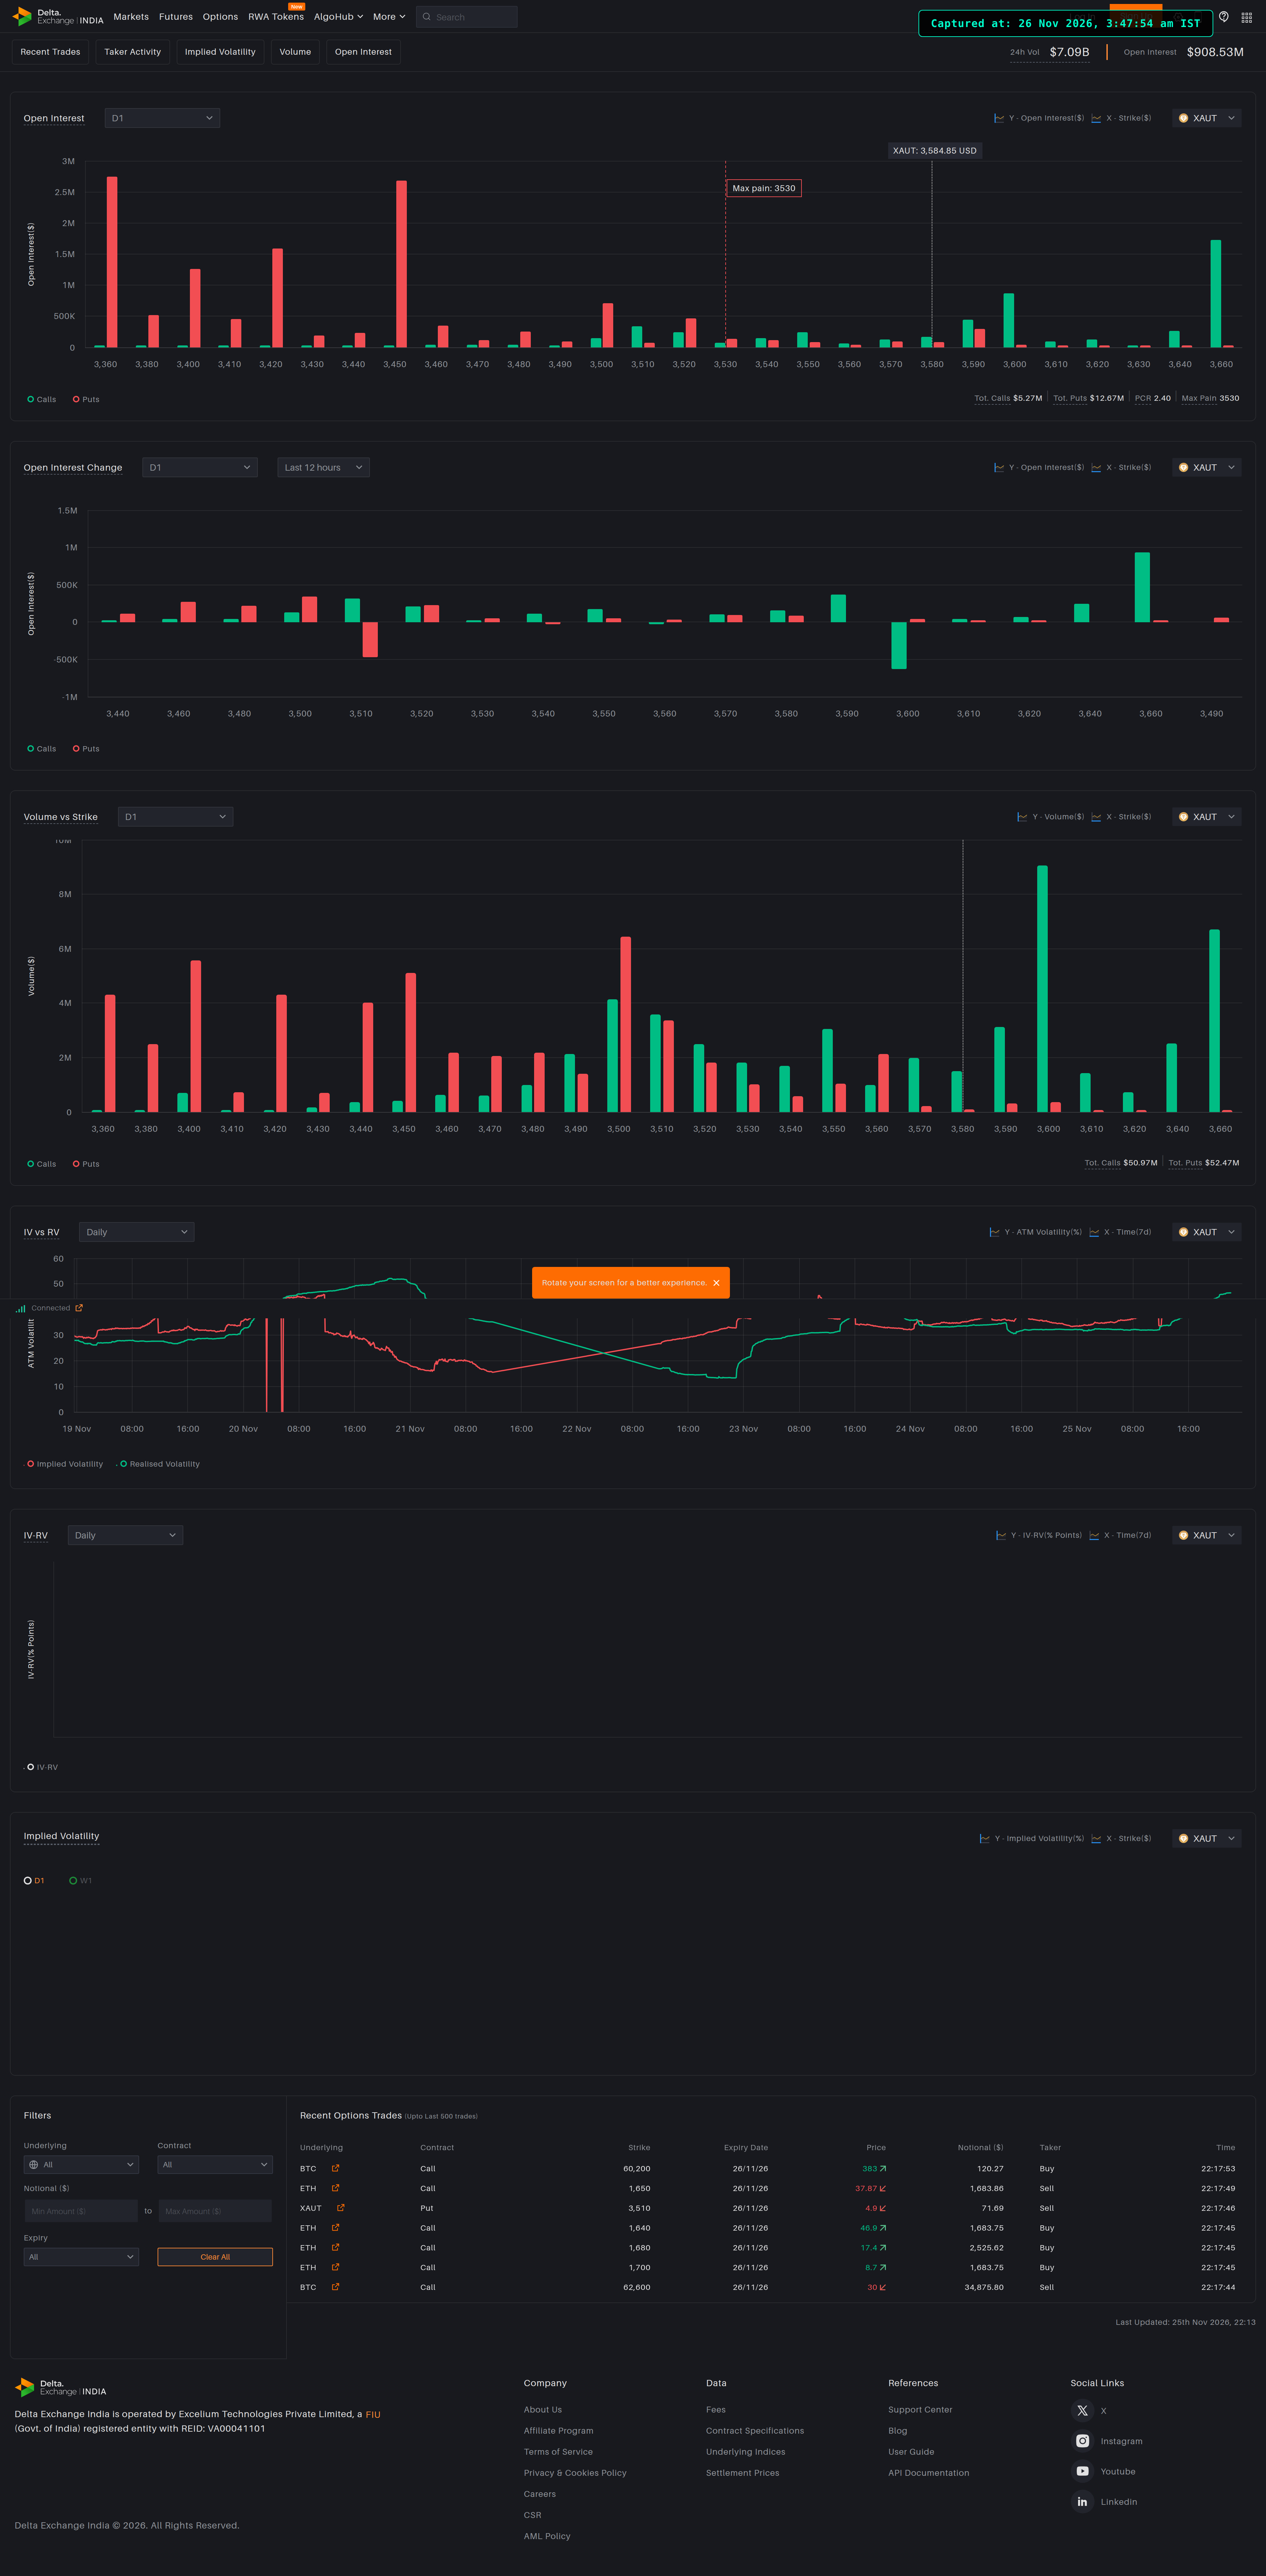 Delta. Exchange | INDIA
Markets Futures Options RWA Tokens New AlgoHub More Search
Captured at: 26 Nov 2026, 3:47:54 am IST
Recent Trades Taker Activity Implied Volatility Volume Open Interest
24h Vol $7.09B Open Interest $908.53M
Open Interest D1 Y - Open Interest($) X - Strike($) XAUT
XAUT: 3,584.85 USD
Max pain: 3530
3M
2.5M
2M
1.5M
1M
500K
0
Open Interest($)
3,360 3,380 3,400 3,410 3,420 3,430 3,440 3,450 3,460 3,470 3,480 3,490 3,500 3,510 3,520 3,530 3,540 3,550 3,560 3,570 3,580 3,590 3,600 3,610 3,620 3,630 3,640 3,660
Calls Puts
Tot. Calls $5.27M Tot. Puts $12.67M PCR 2.40 Max Pain 3530
Open Interest Change D1 Last 12 hours Y - Open Interest($) X - Strike($) XAUT
1.5M
1M
500K
0
-500K
-1M
Open Interest($)
3,440 3,460 3,480 3,500 3,510 3,520 3,530 3,540 3,550 3,560 3,570 3,580 3,590 3,600 3,610 3,620 3,640 3,660 3,490
Calls Puts
Volume vs Strike D1 Y - Volume($) X - Strike($) XAUT
10M
8M
6M
4M
2M
0
Volume($)
3,360 3,380 3,400 3,410 3,420 3,430 3,440 3,450 3,460 3,470 3,480 3,490 3,500 3,510 3,520 3,530 3,540 3,550 3,560 3,570 3,580 3,590 3,600 3,610 3,620 3,640 3,660
Calls Puts
Tot. Calls $50.97M Tot. Puts $52.47M
IV vs RV Daily Y - ATM Volatility(%) X - Time(7d) XAUT
60
50
Rotate your screen for a better experience.
Connected
30
20
10
0
ATM Volatilit
19 Nov 08:00 16:00 20 Nov 08:00 16:00 21 Nov 08:00 16:00 22 Nov 08:00 16:00 23 Nov 08:00 16:00 24 Nov 08:00 16:00 25 Nov 08:00 16:00
Implied Volatility Realised Volatility
IV-RV Daily Y - IV-RV(% Points) X - Time(7d) XAUT
IV-RV(% Points)
IV-RV
Implied Volatility Y - Implied Volatility(%) X - Strike($) XAUT
D1 W1
Filters
Underlying Contract
All All
Notional ($)
Min Amount ($) to Max Amount ($)
Expiry
All Clear All
Recent Options Trades (Upto Last 500 trades)
Underlying Contract Strike Expiry Date Price Notional ($) Taker Time
BTC Call 60,200 26/11/26 383 120.27 Buy 22:17:53
ETH Call 1,650 26/11/26 37.87 1,683.86 Sell 22:17:49
XAUT Put 3,510 26/11/26 4.9 71.69 Sell 22:17:46
ETH Call 1,640 26/11/26 46.9 1,683.75 Buy 22:17:45
ETH Call 1,680 26/11/26 17.4 2,525.62 Buy 22:17:45
ETH Call 1,700 26/11/26 8.7 1,683.75 Buy 22:17:45
BTC Call 62,600 26/11/26 30 34,875.80 Sell 22:17:44
Last Updated: 25th Nov 2026, 22:13
Delta. Exchange | INDIA
Delta Exchange India is operated by Excelium Technologies Private Limited, a FIU
(Govt. of India) registered entity with REID: VA00041101
Delta Exchange India © 2026. All Rights Reserved.
Company
About Us
Affiliate Program
Terms of Service
Privacy & Cookies Policy
Careers
CSR
AML Policy
Data
Fees
Contract Specifications
Underlying Indices
Settlement Prices
References
Support Center
Blog
User Guide
API Documentation
Social Links
X
Instagram
Youtube
Linkedin